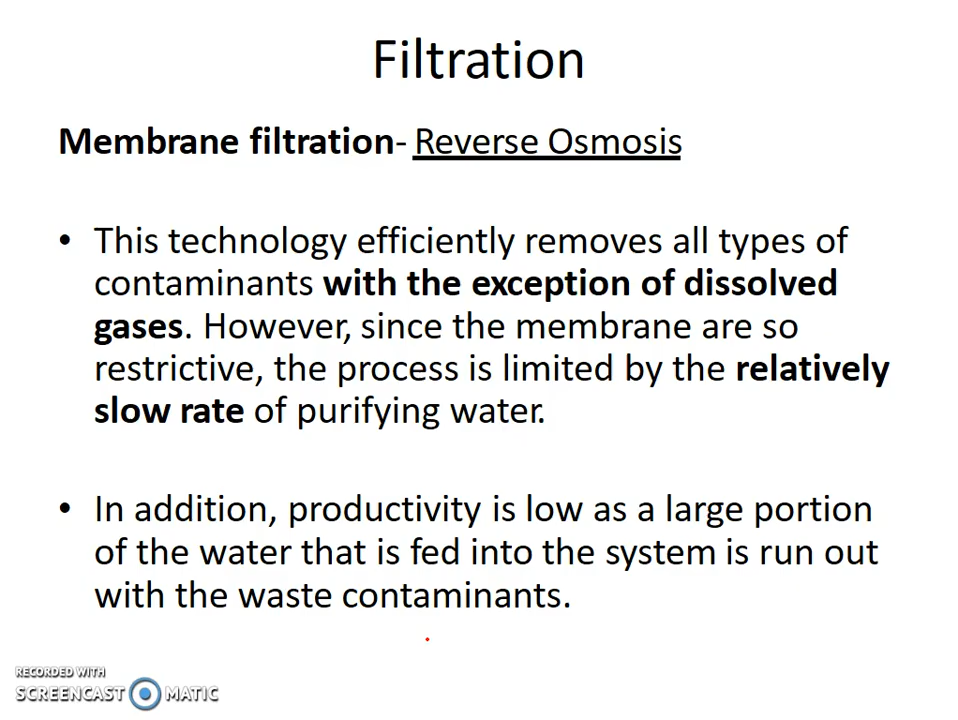 Filtration
Membrane filtration- Reverse Osmosis
• This technology efficiently removes all types of
contaminants with the exception of dissolved
gases. However, since the membrane are so
restrictive, the process is limited by the relatively
slow rate of purifying water.
• In addition, productivity is low as a large portion
of the water that is fed into the system is run out
with the waste contaminants.
RECORDED WITH
SCREENCAST MATIC